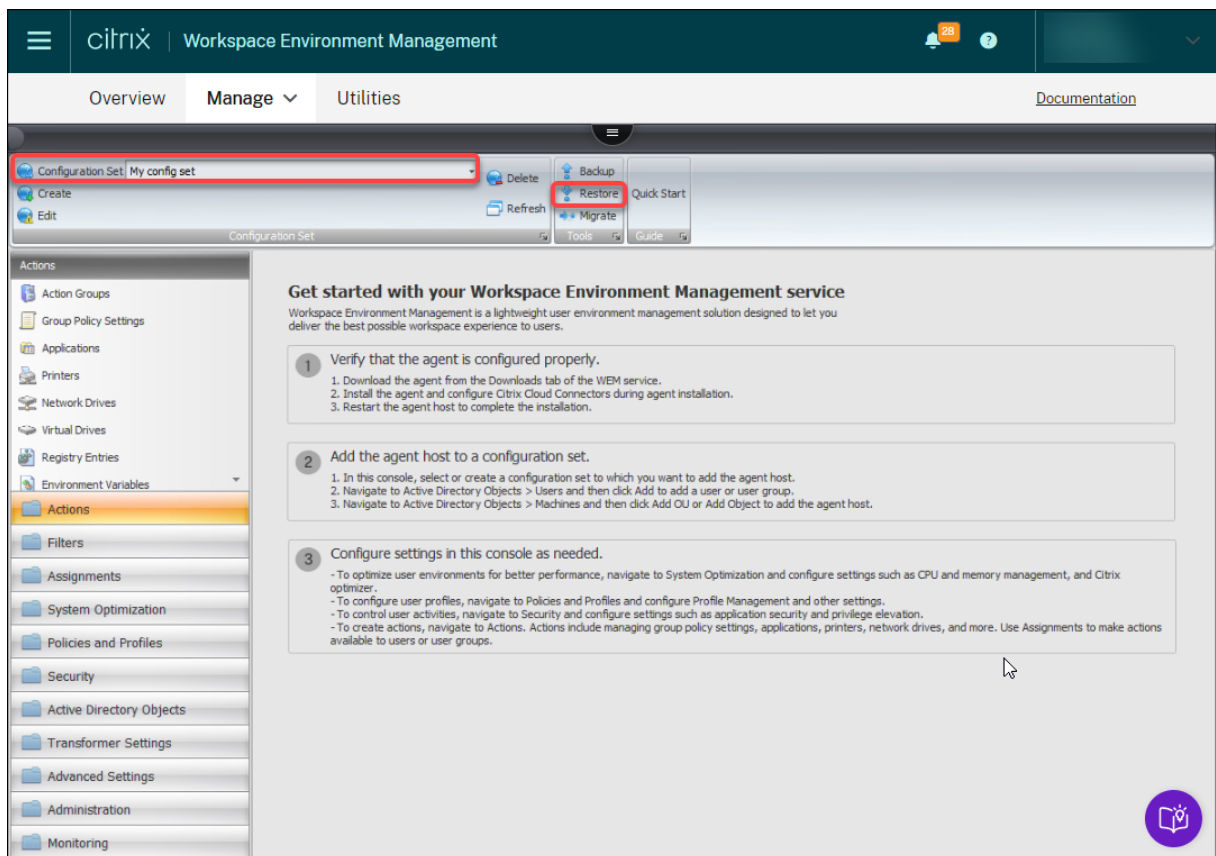 citrix | Workspace Environment Management
28
?
Overview
Manage
Utilities
Documentation
Configuration Set My config set
Create
Edit
Delete
Refresh
Configuration Set
Backup
Restore
Migrate
Tools
Quick Start
Guide
Actions
Action Groups
Group Policy Settings
Applications
Printers
Network Drives
Virtual Drives
Registry Entries
Environment Variables
Actions
Filters
Assignments
System Optimization
Policies and Profiles
Security
Active Directory Objects
Transformer Settings
Advanced Settings
Administration
Monitoring
Get started with your Workspace Environment Management service
Workspace Environment Management is a lightweight user environment management solution designed to let you
deliver the best possible workspace experience to users.
1
Verify that the agent is configured properly.
1. Download the agent from the Downloads tab of the WEM service.
2. Install the agent and configure Citrix Cloud Connectors during agent installation.
3. Restart the agent host to complete the installation.
2
Add the agent host to a configuration set.
1. In this console, select or create a configuration set to which you want to add the agent host.
2. Navigate to Active Directory Objects > Users and then click Add to add a user or user group.
3. Navigate to Active Directory Objects > Machines and then click Add OU or Add Object to add the agent host.
3
Configure settings in this console as needed.
- To optimize user environments for better performance, navigate to System Optimization and configure settings such as CPU and memory management, and Citrix
optimizer.
- To configure user profiles, navigate to Policies and Profiles and configure Profile Management and other settings.
- To control user activities, navigate to Security and configure settings such as application security and privilege elevation.
- To create actions, navigate to Actions. Actions include managing group policy settings, applications, printers, network drives, and more. Use Assignments to make actions
available to users or user groups.